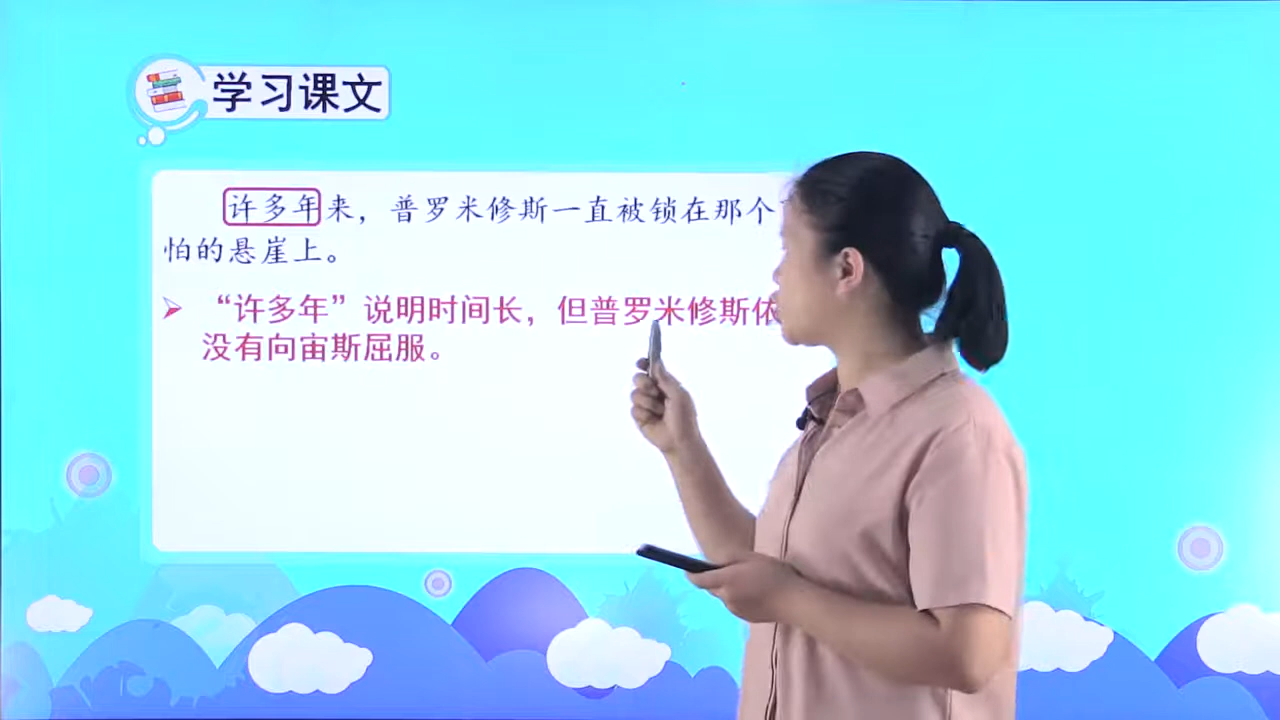 学习课文
许多年来，普罗米修斯一直被锁在那个
怕的悬崖上。
“许多年”说明时间长，但普罗米修斯依
没有向宙斯屈服。